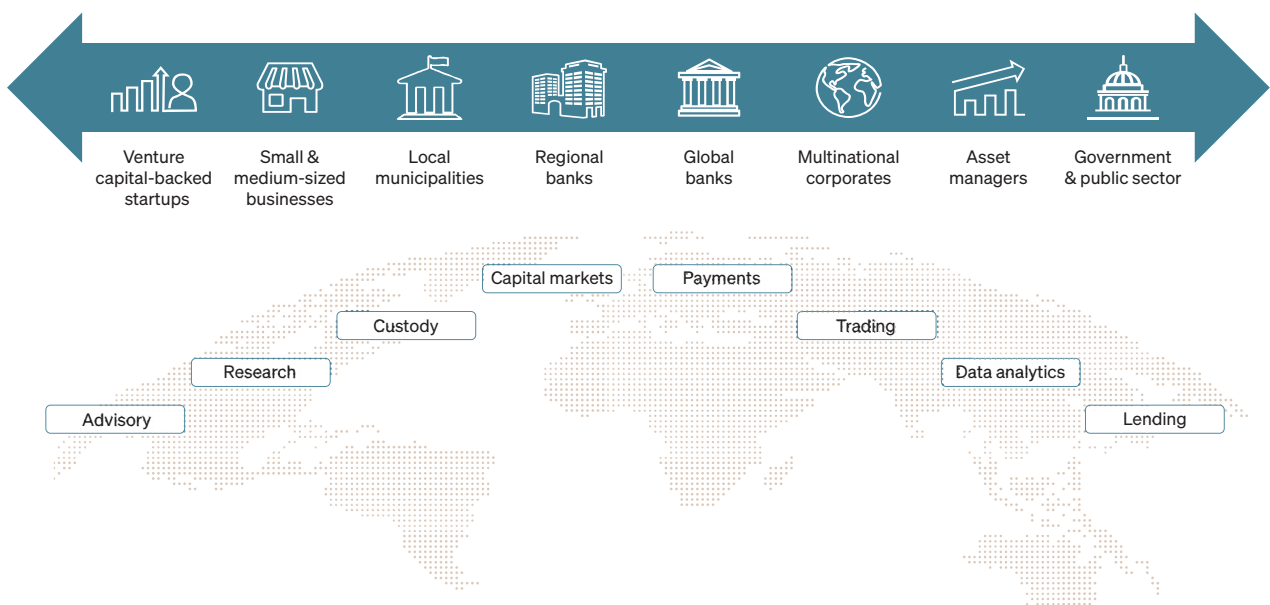 Venture
capital-backed
startups
Small &
medium-sized
businesses
Local
municipalities
Regional
banks
Global
banks
Multinational
corporates
Asset
managers
Government
& public sector
Capital markets
Payments
Custody
Trading
Research
Data analytics
Advisory
Lending